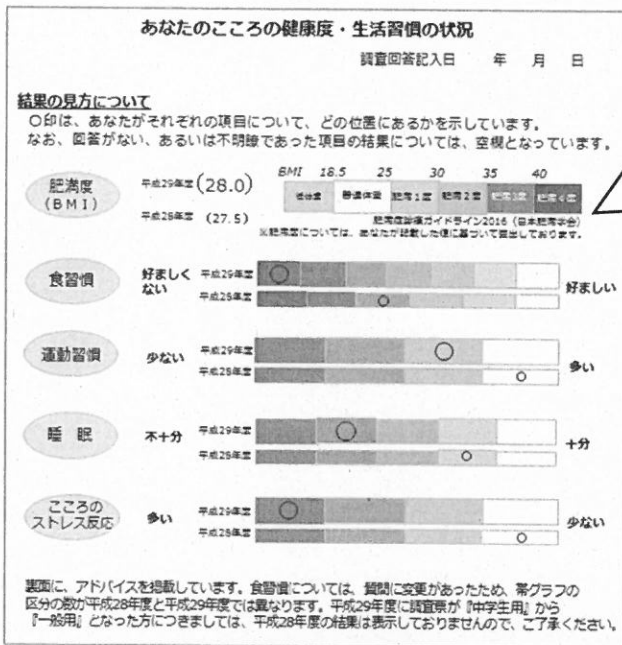 あなたのこころの健康度・生活習慣の状況
調査回答記入日 年 月 日
結果の見方について
○印は、あなたがそれぞれの項目について、どの位置にあるかを示しています。
なお、回答がない、あるいは不明瞭であった項目の結果については、空欄となっています。
肥満度
(BMI)
平成29年度 (28.0)
平成28年度 (27.5)
BMI 18.5 25 30 35 40
低体重 普通体重 肥満1度 肥満2度 肥満3度 肥満4度
肥満症診療ガイドライン2016(日本肥満学会)
※肥満度については、あなたが記載した値に基づいて算出しております。
食習慣
好ましくない
平成29年度
平成28年度
好ましい
運動習慣
少ない
平成29年度
平成28年度
多い
睡眠
不十分
平成29年度
平成28年度
十分
こころの
ストレス反応
多い
平成29年度
平成28年度
少ない
裏面に、アドバイスを掲載しています。食習慣については、質問に変更があったため、帯グラフの
区分の数が平成28年度と平成29年度では異なります。平成29年度に調査票が『中学生用』から
『一般用』となった方につきましては、平成28年度の結果は表示しておりませんので、ご了承ください。